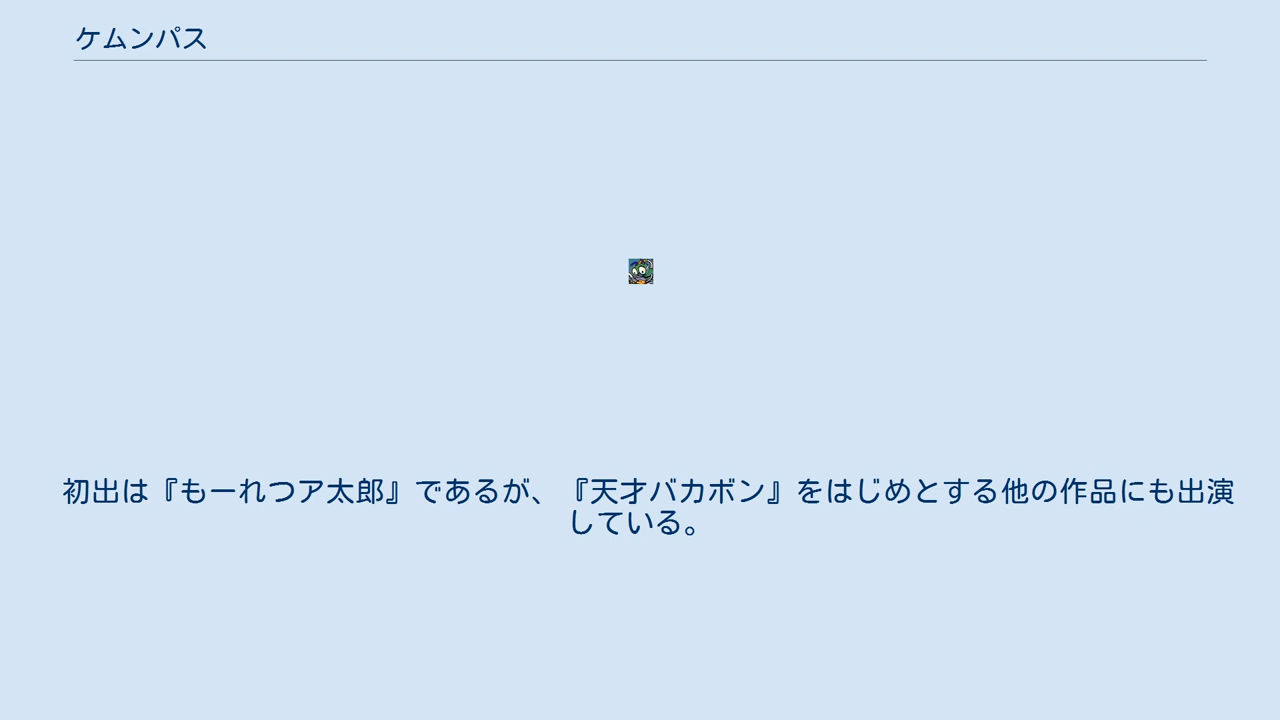 ケムンパス
初出は『もーれつア太郎』であるが、『天才バカボン』をはじめとする他の作品にも出演
している。